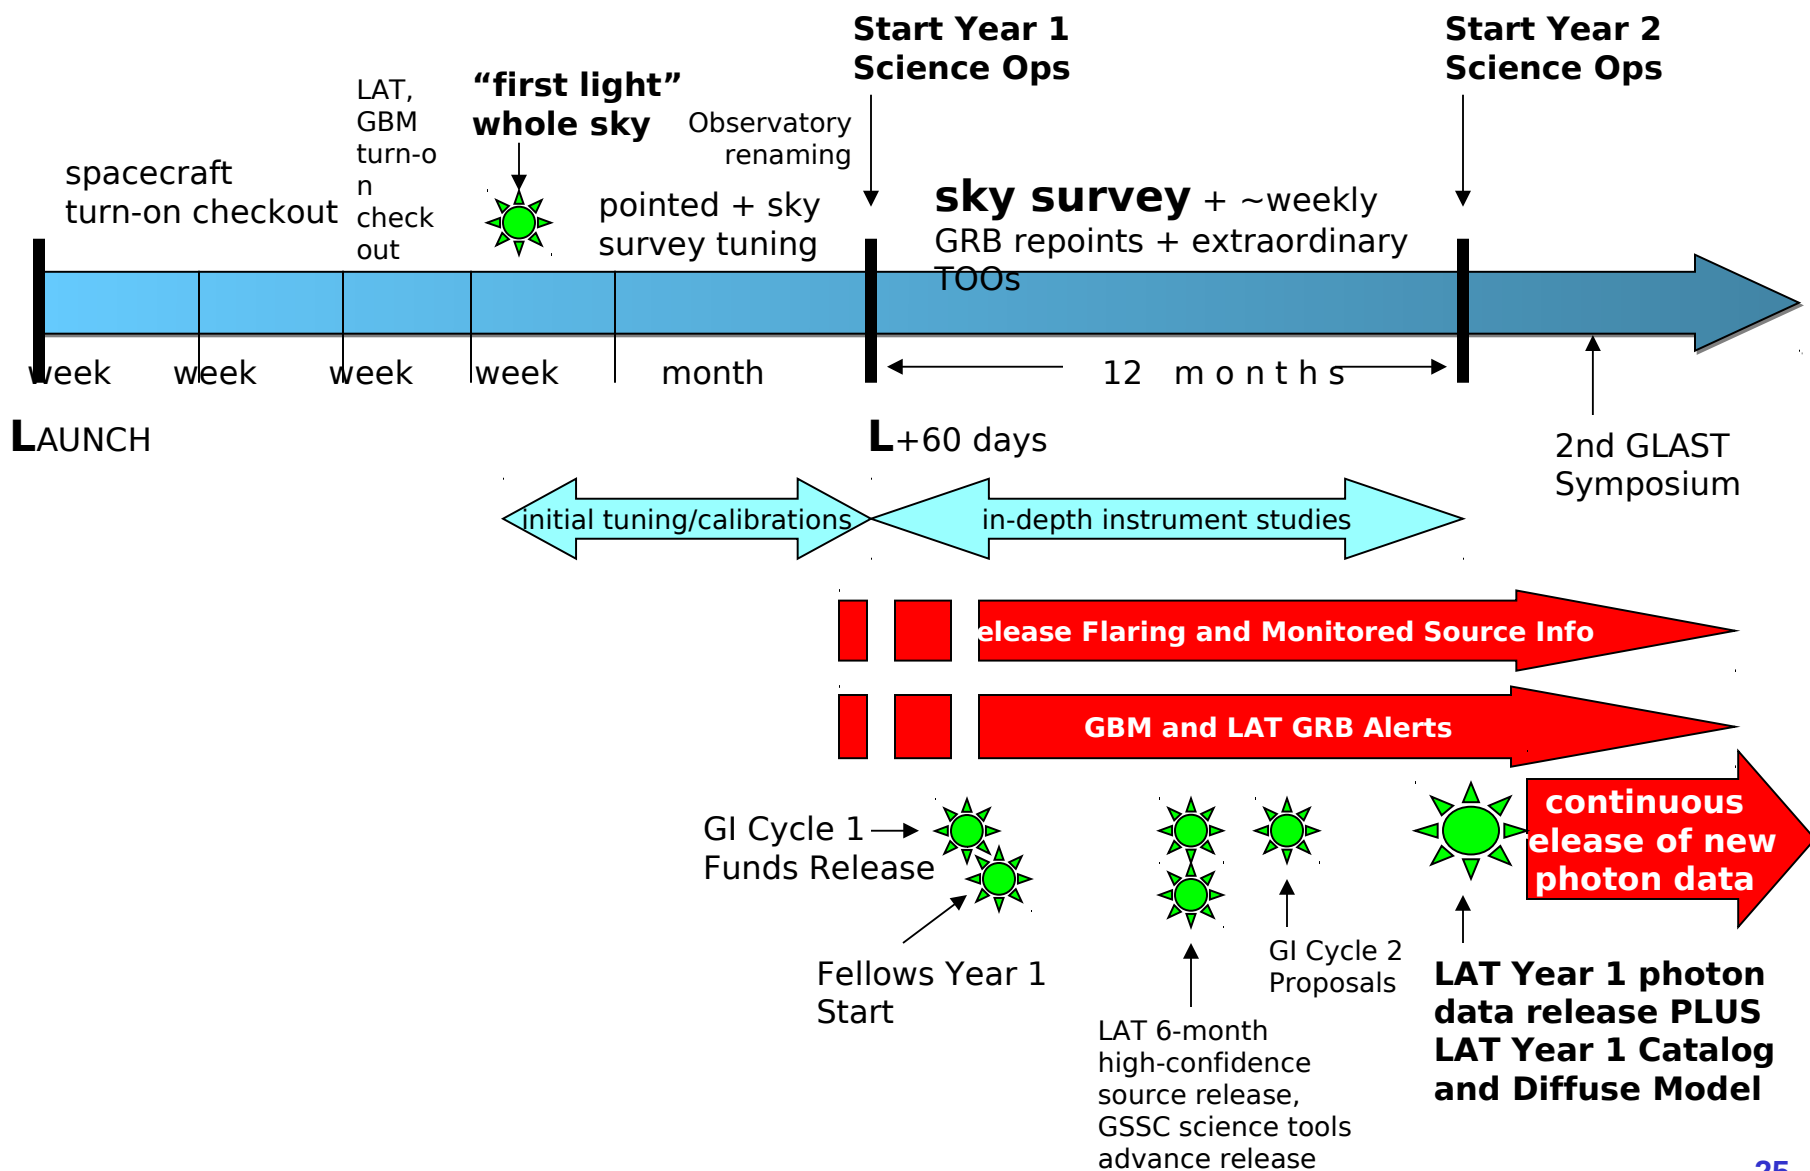 Start Year 1
Science Ops
Start Year 2
Science Ops
LAT,
GBM
turn-o
n
check
out
“first light”
whole sky
Observatory
renaming
spacecraft
turn-on checkout
pointed + sky
survey tuning
sky survey + ~weekly
GRB repoints + extraordinary
TOOs
week
week
week
week
month
12 months
LAUNCH
L+60 days
2nd GLAST
Symposium
initial tuning/calibrations
in-depth instrument studies
elease Flaring and Monitored Source Info
GBM and LAT GRB Alerts
GI Cycle 1
Funds Release
continuous
elease of new
photon data
Fellows Year 1
Start
GI Cycle 2
Proposals
LAT Year 1 photon
data release PLUS
LAT Year 1 Catalog
and Diffuse Model
LAT 6-month
high-confidence
source release,
GSSC science tools
advance release
25